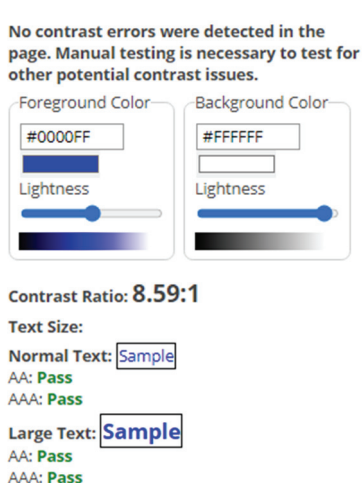 No contrast errors were detected in the
page. Manual testing is necessary to test for
other potential contrast issues.
Foreground Color
#0000FF
Lightness
Background Color
#FFFFFF
Lightness
Contrast Ratio: 8.59:1
Text Size:
Normal Text: Sample
AA: Pass
AAA: Pass
Large Text: Sample
AA: Pass
AAA: Pass